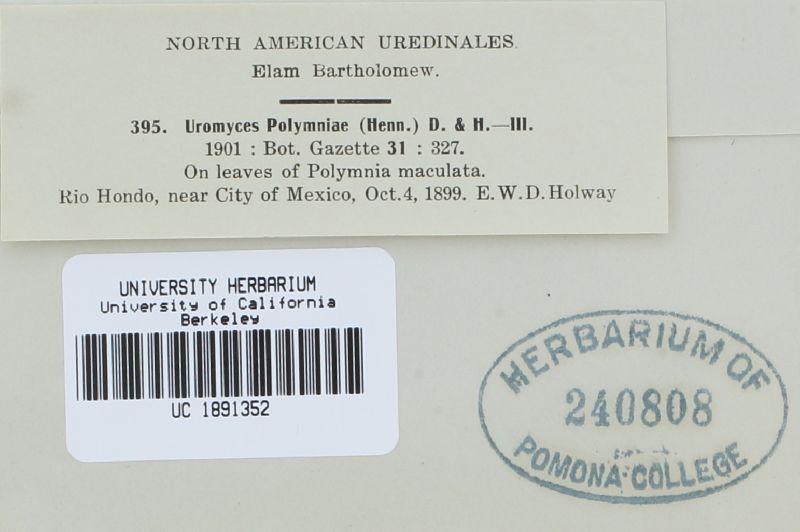 NORTH AMERICAN UREDINALES.
Elam Bartholomew.
395. Uromyces Polymniae (Henn.) D. & H.—III.
1901 : Bot. Gazette 31 : 327.
On leaves of Polymnia maculata.
Rio Hondo, near City of Mexico, Oct. 4, 1899. E. W. D. Holway
UNIVERSITY HERBARIUM
University of California
Berkeley
UC 1891352
HERBARIUM OF
240808
POMONA COLLEGE